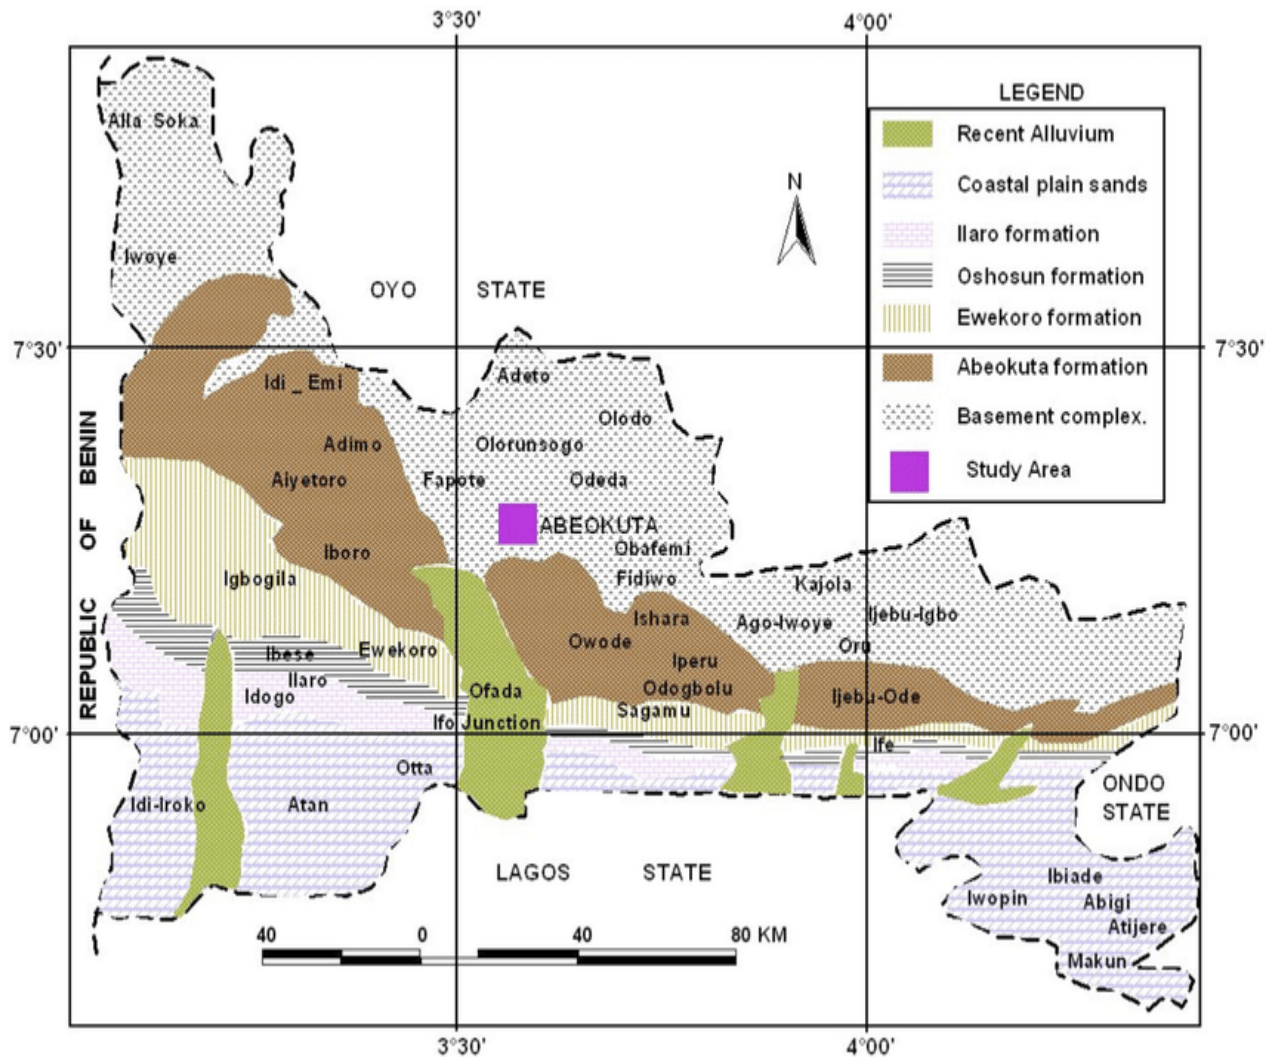 3°30'
4°00'
LEGEND
Recent Alluvium
Coastal plain sands
Ilaro formation
Oshosun formation
Ewekoro formation
Abeokuta formation
Basement complex.
Study Area
N
Alla Soka
Iwoye
OYO STATE
7°30'
7°30'
Idi _ Emi
Adeto
Olodo
Adimo
Olorunsogo
Aiyetoro
Fapote
Odeda
ABEOKUTA
Iboro
Obafemi
Igbogila
Fidiwo
Kajola
Ishara
Ago-Iwoye
Ijebu-Igbo
Owode
Oru
Ibese
Ewekoro
Iperu
Ilaro
Idogo
Ofada
Odogbolu
Ijebu-Ode
Sagamu
Ifo Junction
REPUBLIC OF BENIN
7°00'
7°00'
Ife
Otta
Idi-Iroko
Atan
ONDO
STATE
LAGOS STATE
Ibiade
Iwopin
Abigi
Atijere
Makun
40 0 40 80 KM
3°30'
4°00'